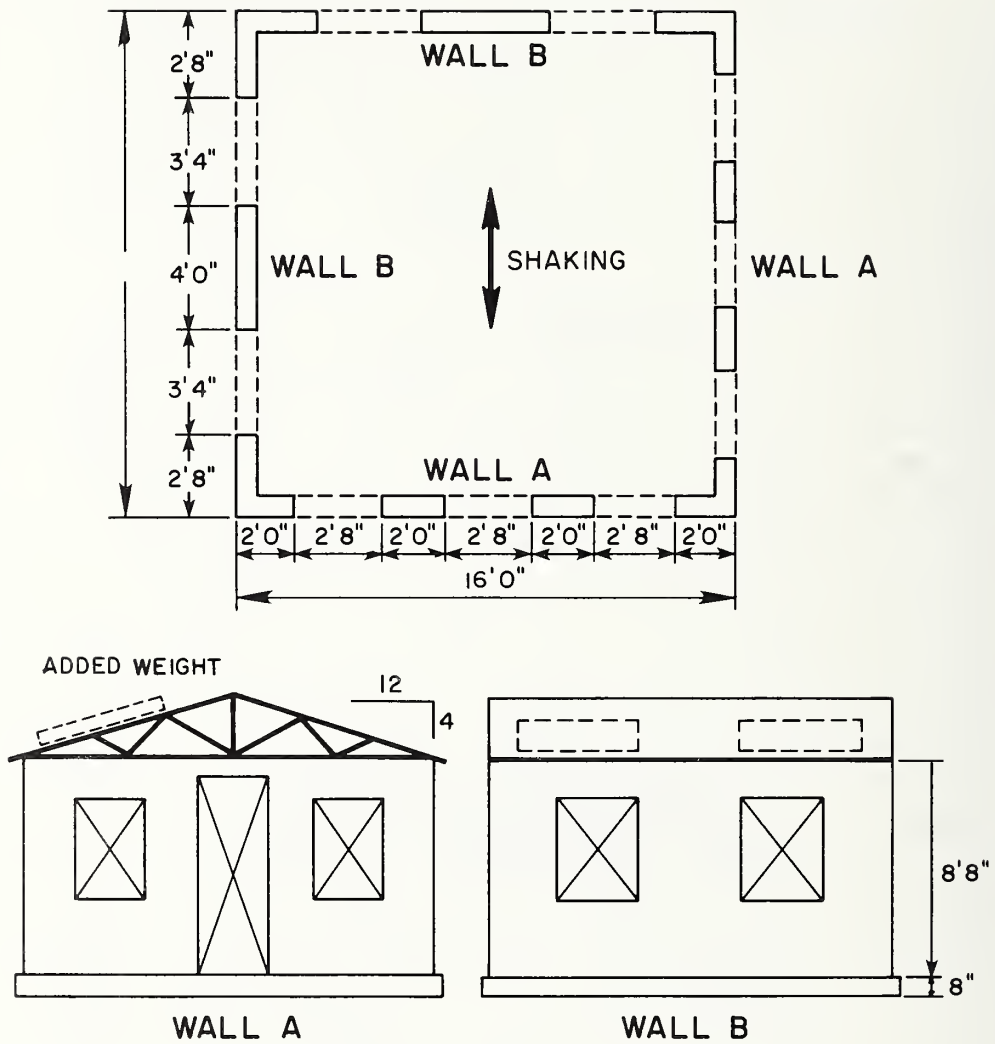 WALL B
2'8"
3'4"
4'0"
3'4"
2'8"
WALL B
SHAKING
WALL A
WALL A
2'0" 2'8" 2'0" 2'8" 2'0" 2'8" 2'0"
16'0"
ADDED WEIGHT
12
4
8'8"
8"
WALL A
WALL B